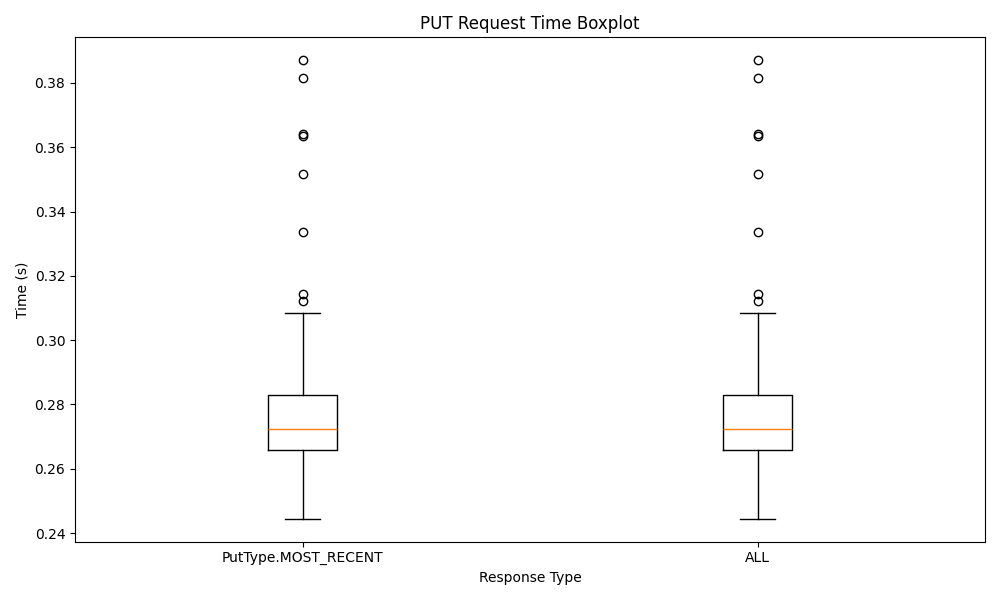 PUT Request Time Boxplot
0.38
0.36
0.34
0.32
0.30
0.28
0.26
0.24
Time (s)
PutType.MOST_RECENT ALL
Response Type